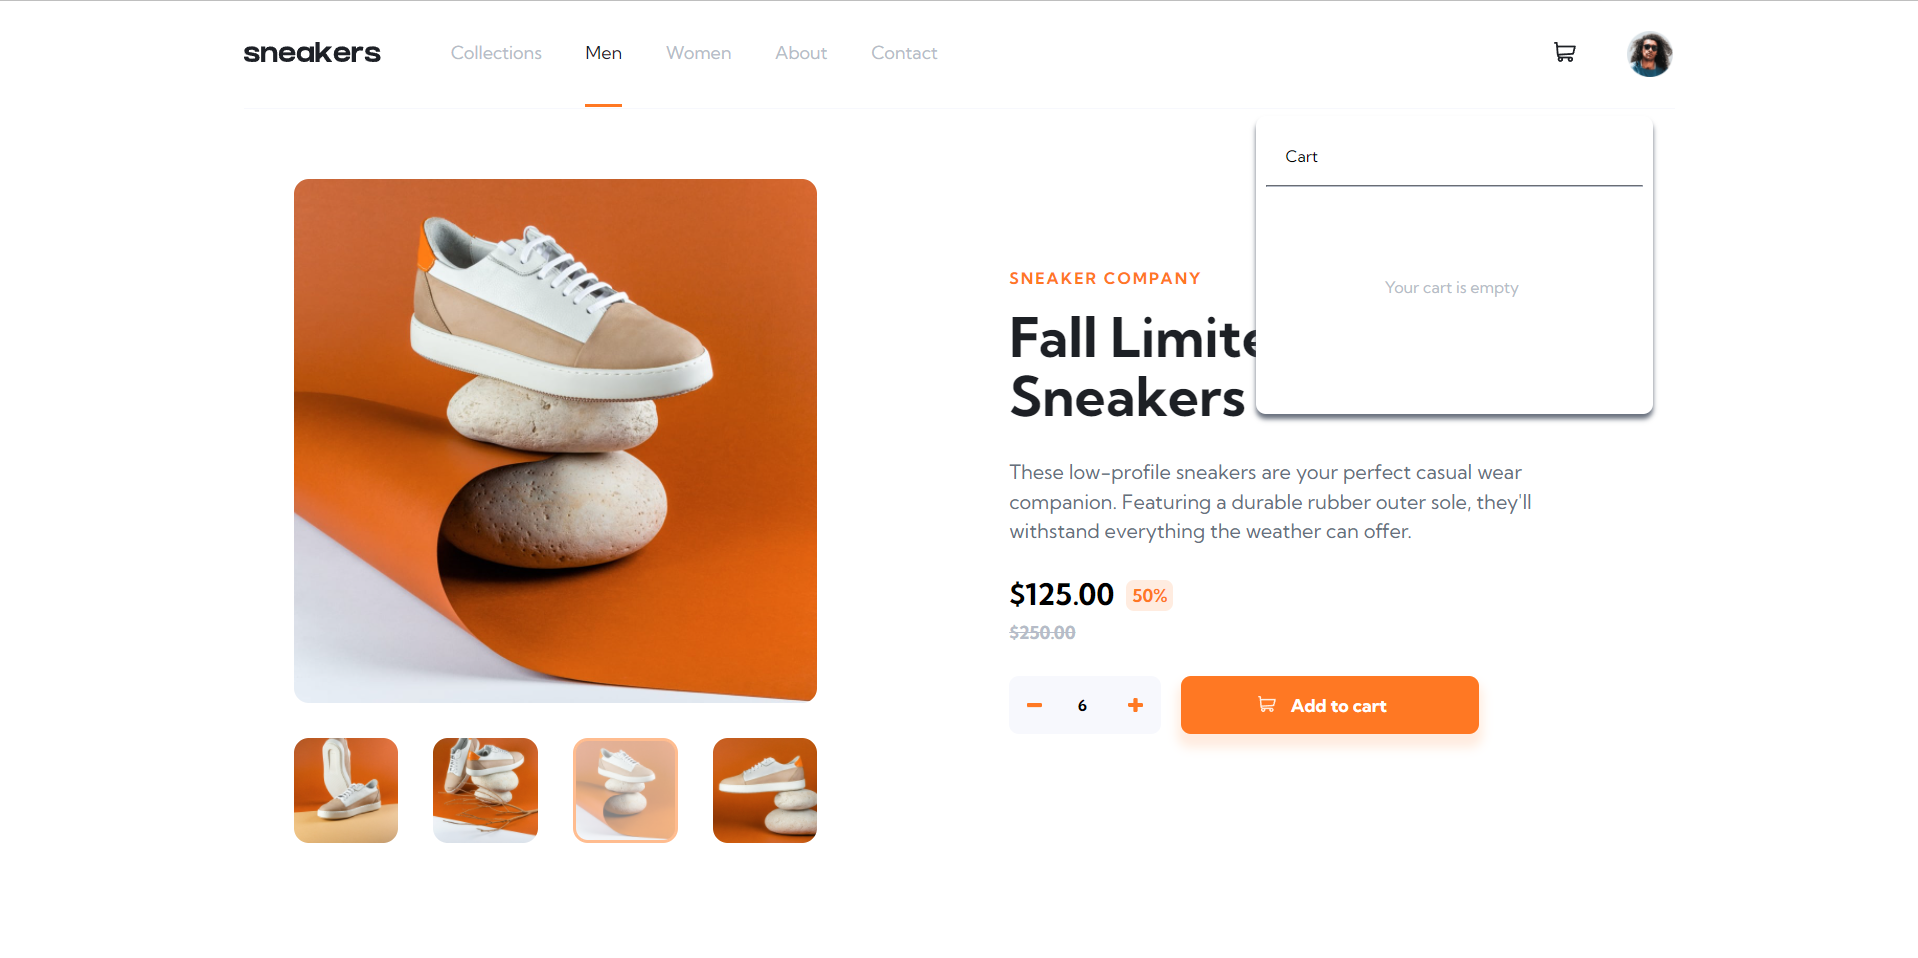 sneakers
Collections
Men
Women
About
Contact
Cart
Your cart is empty
SNEAKER COMPANY
Fall Limite
Sneakers
These low-profile sneakers are your perfect casual wear
companion. Featuring a durable rubber outer sole, they'll
withstand everything the weather can offer.
$125.00 50%
$250.00
6
Add to cart